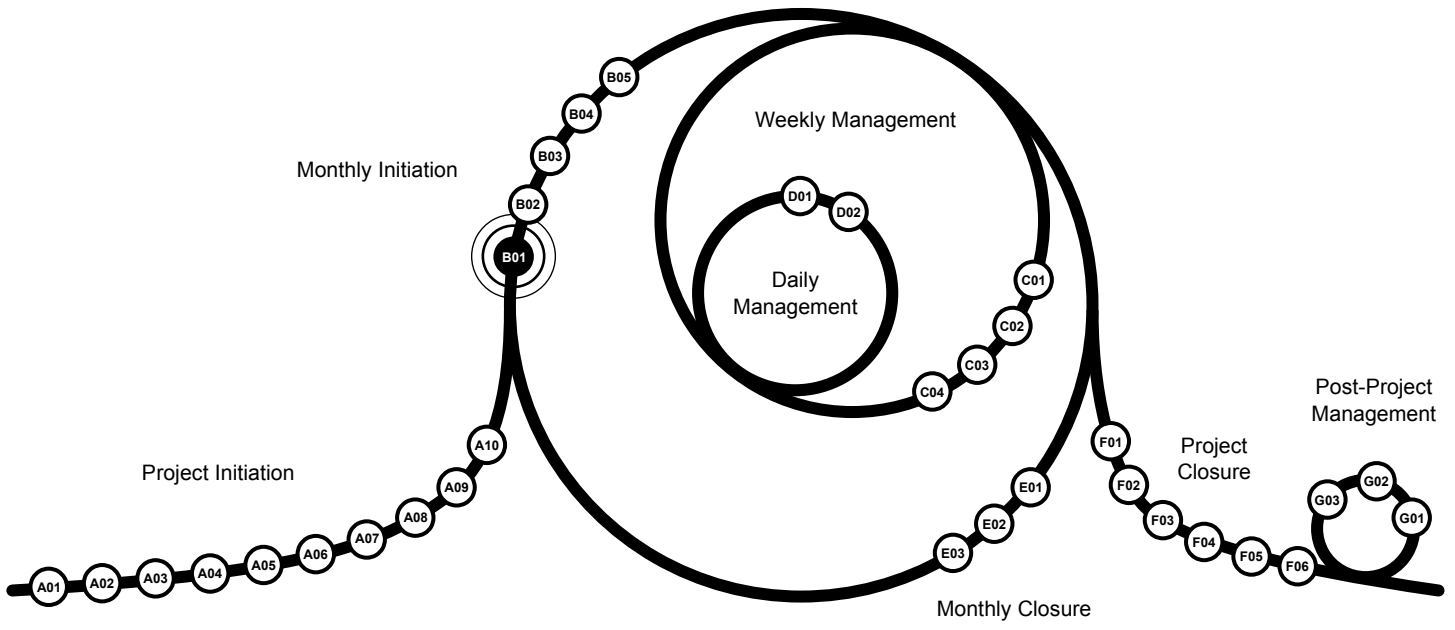 B05
B04
Weekly Management
B03
Monthly Initiation
D01
B02
D02
B01
C01
Daily
Management
C02
C03
C04
Post-Project
Management
F01
A10
Project
Closure
Project Initiation
F02
G02
A09
E01
G03
A08
F03
E02
G01
A07
F04
A06
E03
F05
A05
F06
A04
A03
A02
A01
Monthly Closure